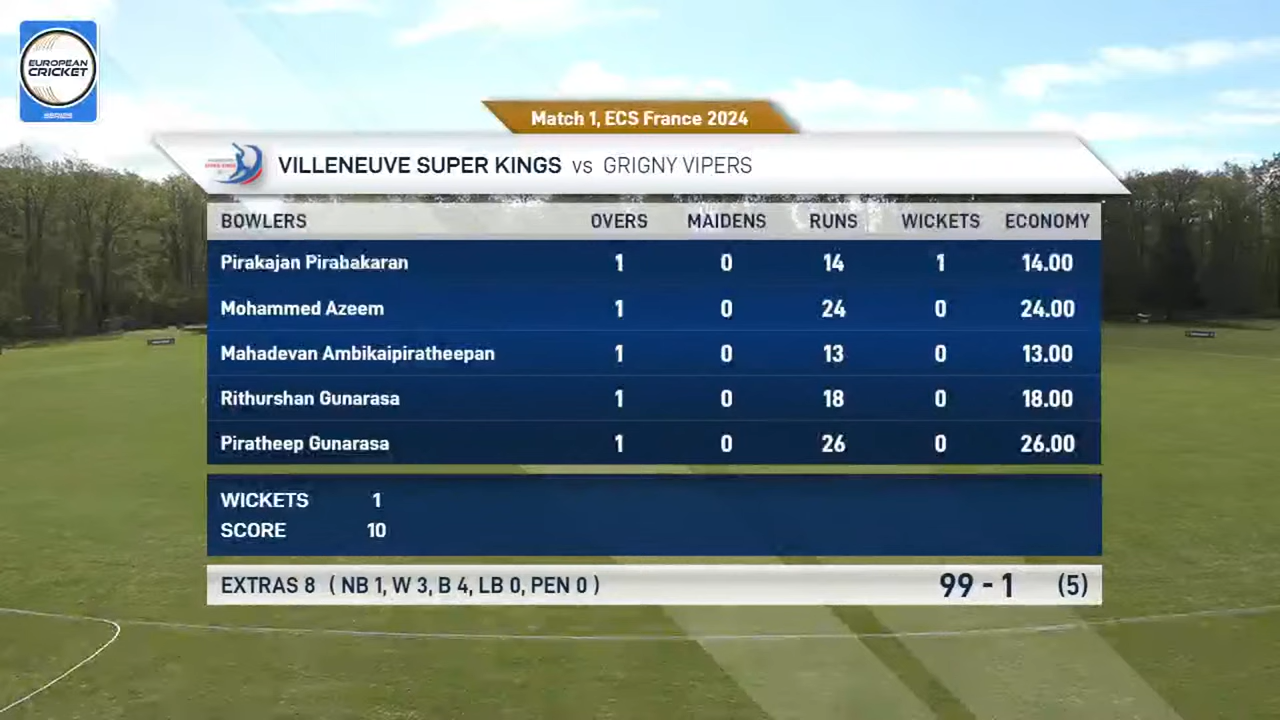 EUROPEAN
CRICKET
SERIES
Match 1, ECS France 2024
VILLENEUVE SUPER KINGS vs GRIGNY VIPERS
BOWLERS OVERS MAIDENS RUNS WICKETS ECONOMY
Pirakajan Pirabakaran 1 0 14 1 14.00
Mohammed Azeem 1 0 24 0 24.00
Mahadevan Ambikaipiratheepan 1 0 13 0 13.00
Rithurshan Gunarasa 1 0 18 0 18.00
Piratheep Gunarasa 1 0 26 0 26.00
WICKETS 1
SCORE 10
EXTRAS 8 ( NB 1, W 3, B 4, LB 0, PEN 0 ) 99 - 1 (5)